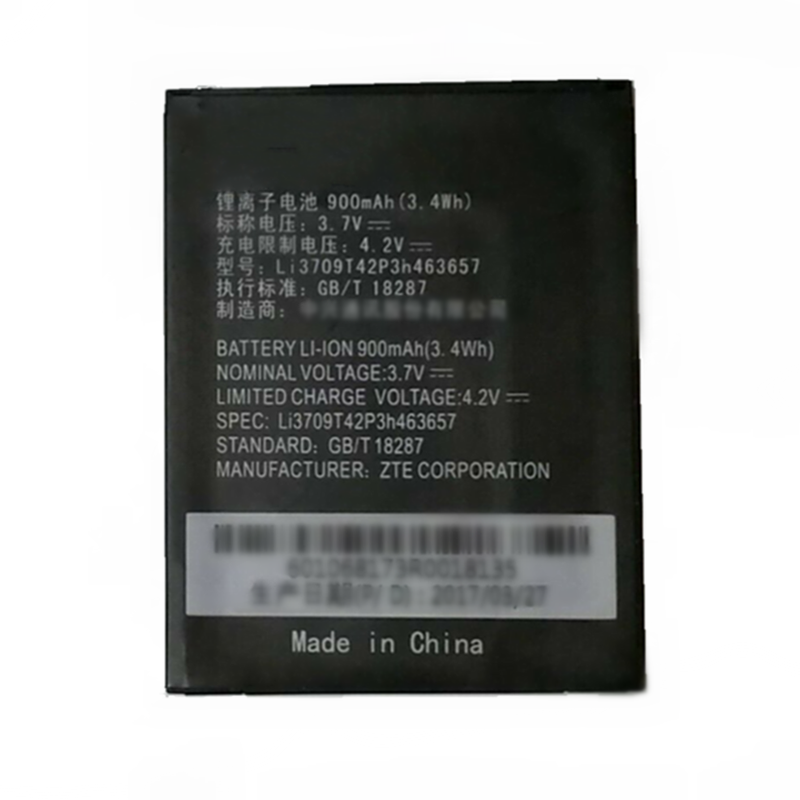 锂离子电池 900mAh(3.4Wh)
标称电压：3.7V
充电限制电压：4.2V
型号：Li3709T42P3h463657
执行标准：GB/T 18287
制造商：
BATTERY LI-ION 900mAh(3.4Wh)
NOMINAL VOLTAGE:3.7V
LIMITED CHARGE VOLTAGE:4.2V
SPEC: Li3709T42P3h463657
STANDARD: GB/T 18287
MANUFACTURER: ZTE CORPORATION
Made in China